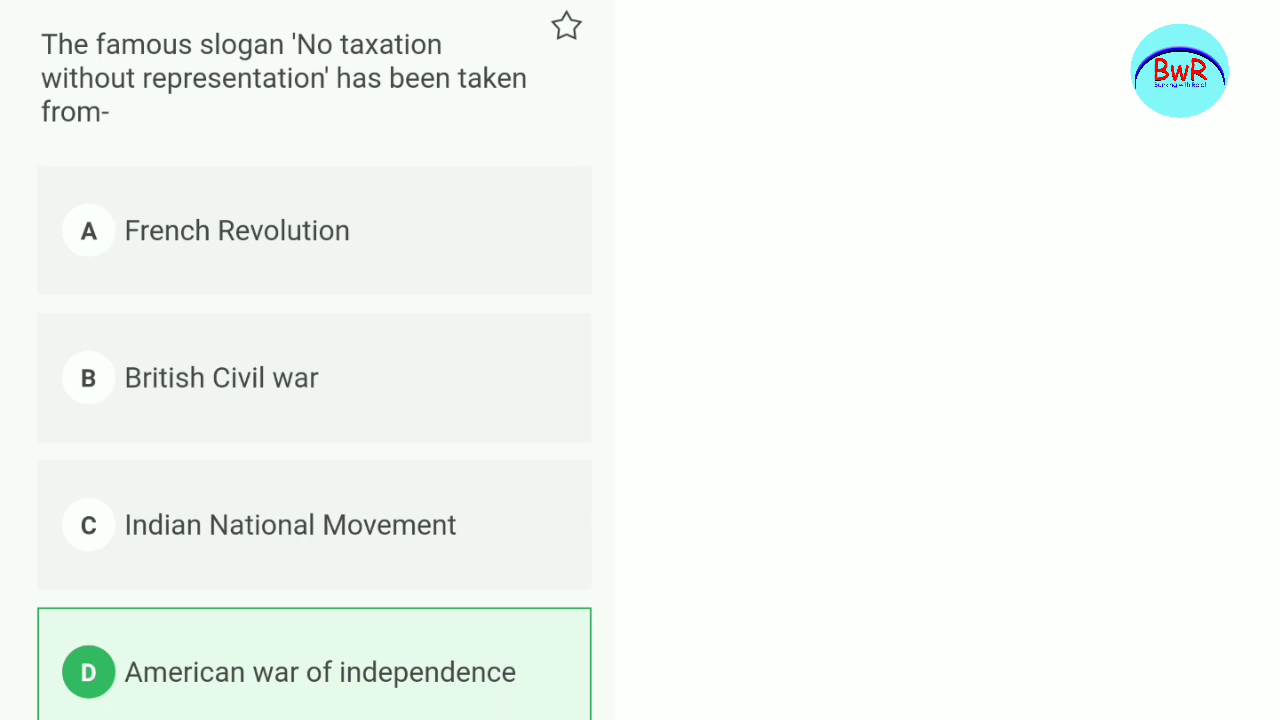 The famous slogan 'No taxation
without representation' has been taken
from-
A French Revolution
B British Civil war
C Indian National Movement
D American war of independence
BwR